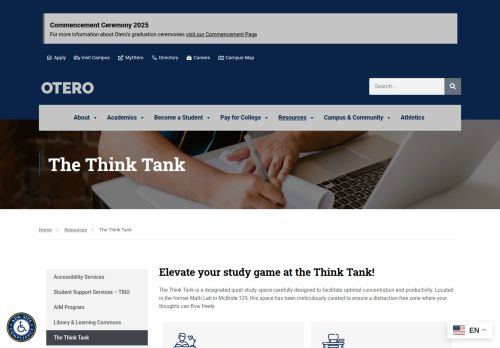 Commencement Ceremony 2025
For more information about Otero's graduation ceremonies visit our Commencement Page
Apply Visit Campus MyOtero Directory Careers Campus Map
OTERO
Search...
About Academics Become a Student Pay for College Resources Campus & Community Athletics
The Think Tank
Home Resources The Think Tank
Accessibility Services
Student Support Services – TRiO
AIM Program
Library & Learning Commons
The Think Tank
Elevate your study game at the Think Tank!
The Think Tank is a designated quiet study space carefully designed to facilitate optimal concentration and productivity. Located
in the former Math Lab in McBride 129, this space has been meticulously curated to ensure a distraction-free zone where your
thoughts can flow freely.
EN